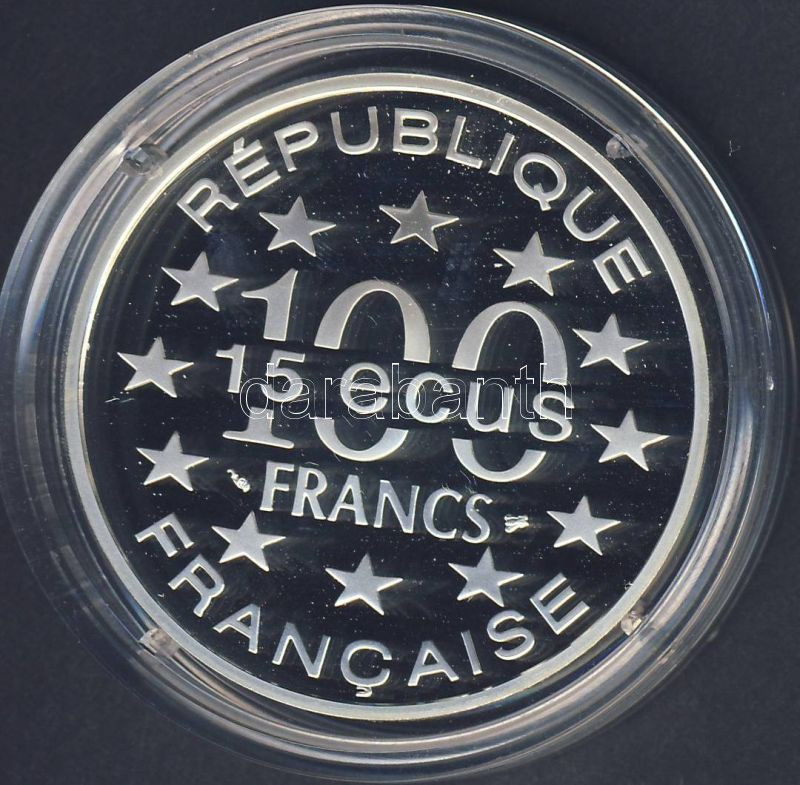 RÉPUBLIQUE
100
15 ecus
darabanth
FRANCS
FRANÇAISE